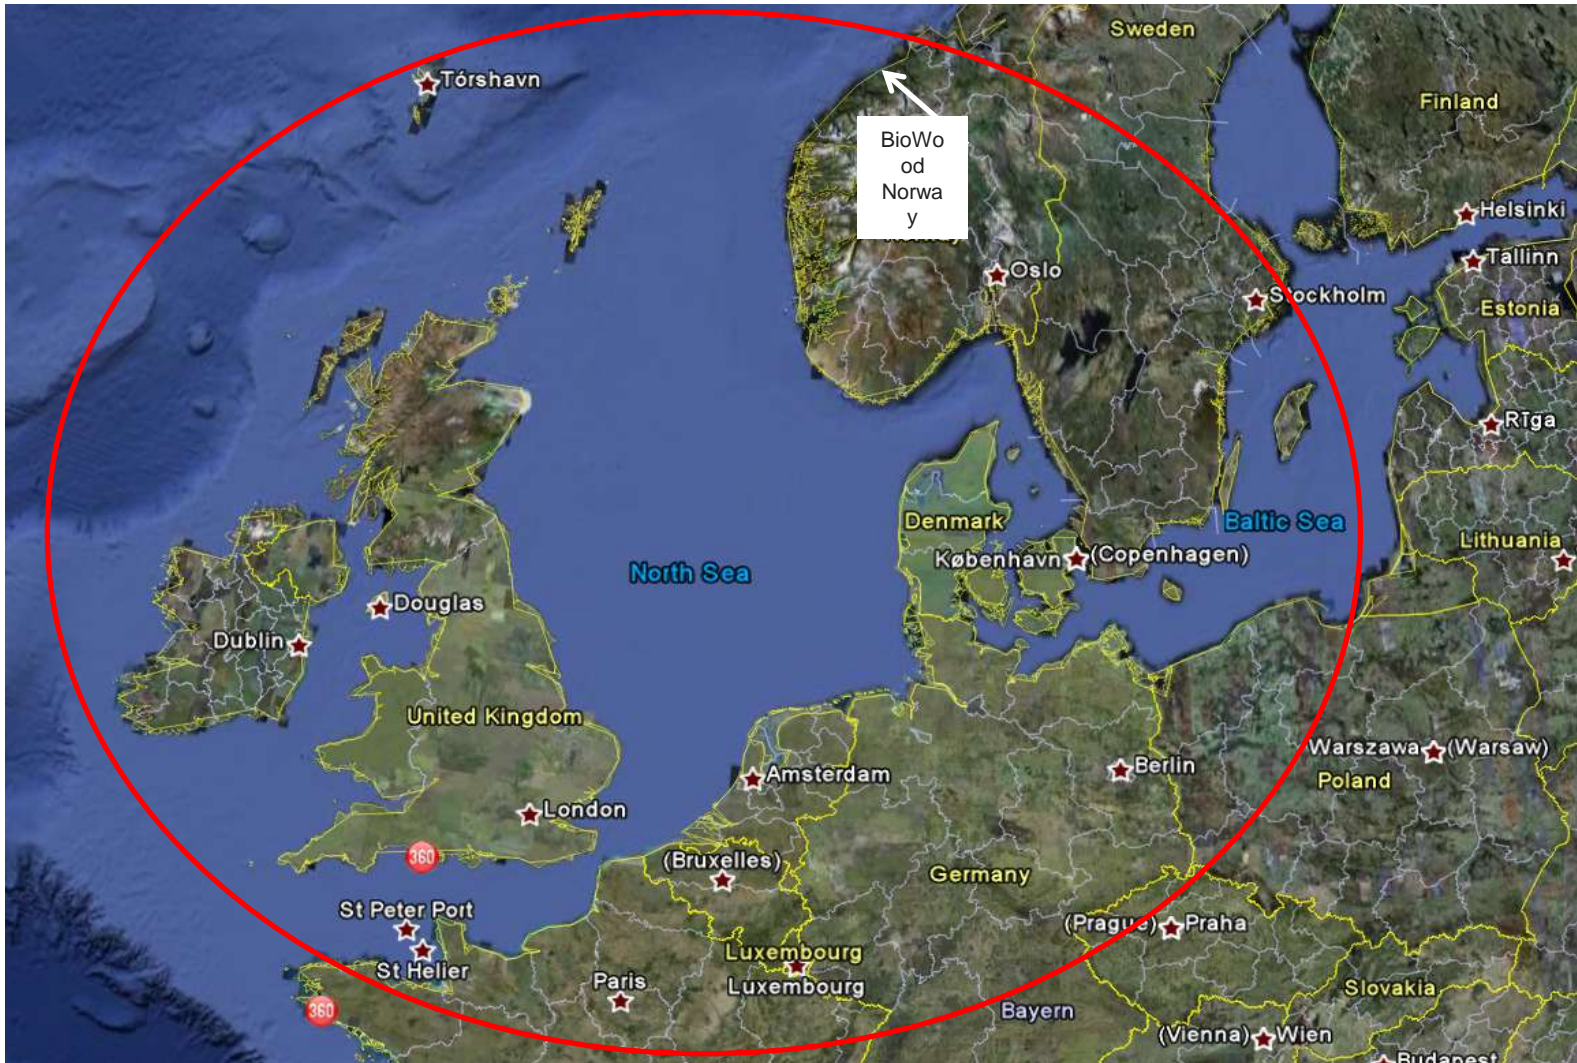 Sweden
Tórshavn
Finland
BioWo
od
Norwa
y
Helsinki
Tallinn
Oslo
Stockholm
Estonia
Rīga
Denmark
Baltic Sea
Lithuania
København (Copenhagen)
North Sea
Douglas
Dublin
United Kingdom
Warszawa (Warsaw)
Berlin
Amsterdam
Poland
London
360
(Bruxelles)
Germany
St Peter Port
(Prague) Praha
St Helier
Luxembourg
Luxembourg
Paris
Slovakia
360
Bayern
(Vienna) Wien
Budapest